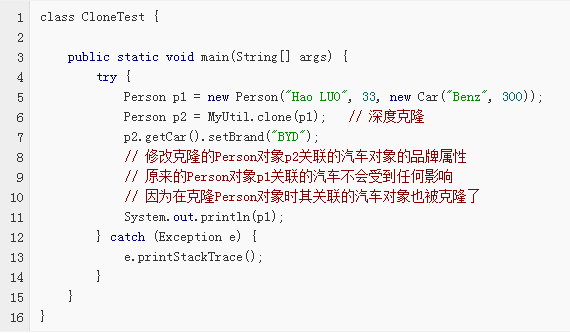 1 class CloneTest {
2
3     public static void main(String[] args) {
4         try {
5             Person p1 = new Person("Hao LUO", 33, new Car("Benz", 300));
6             Person p2 = MyUtil.clone(p1);   // 深度克隆
7             p2.getCar().setBrand("BYD");
8             // 修改克隆的Person对象p2关联的汽车对象的品牌属性
9             // 原来的Person对象p1关联的汽车不会受到任何影响
10             // 因为在克隆Person对象时其关联的汽车对象也被克隆了
11             System.out.println(p1);
12         } catch (Exception e) {
13             e.printStackTrace();
14         }
15     }
16 }